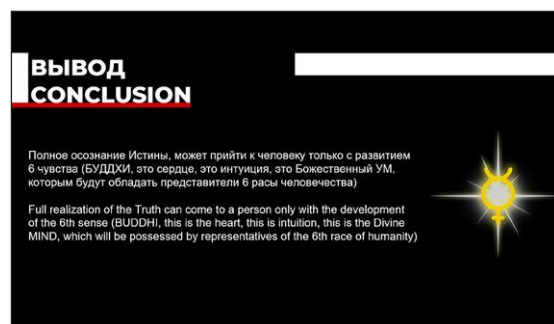 ВЫВОД
CONCLUSION
Полное осознание Истины, может прийти к человеку только с развитием
6 чувства (БУДДХИ, это сердце, это интуиция, это Божественный УМ,
которым будут обладать представители 6 расы человечества)
Full realization of the Truth can come to a person only with the development
of the 6th sense (BUDDHI, this is the heart, this is intuition, this is the Divine
MIND, which will be possessed by representatives of the 6th race of humanity)